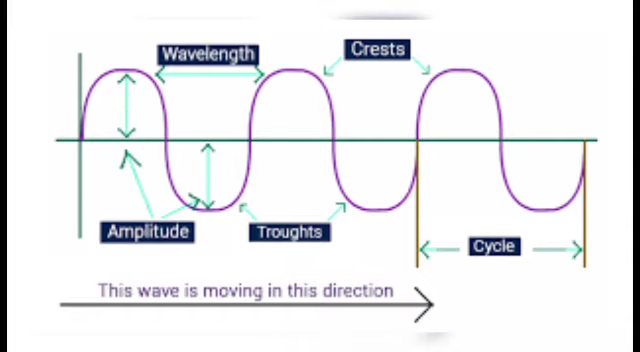 Wavelength
Crests
Amplitude
Troughts
Cycle
This wave is moving in this direction